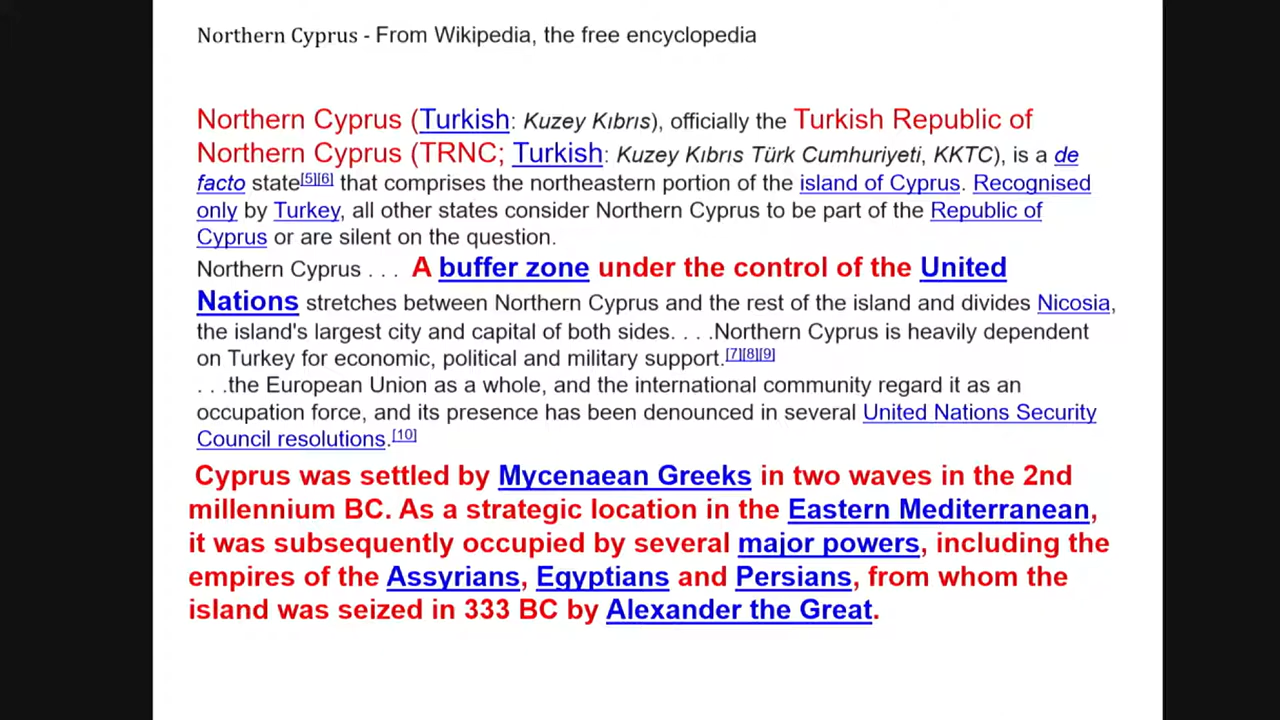 Northern Cyprus - From Wikipedia, the free encyclopedia
Northern Cyprus (Turkish: Kuzey Kıbrıs), officially the Turkish Republic of
Northern Cyprus (TRNC; Turkish: Kuzey Kıbrıs Türk Cumhuriyeti, KKTC), is a de
facto state[5][6] that comprises the northeastern portion of the island of Cyprus. Recognised
only by Turkey, all other states consider Northern Cyprus to be part of the Republic of
Cyprus or are silent on the question.
Northern Cyprus . . . A buffer zone under the control of the United
Nations stretches between Northern Cyprus and the rest of the island and divides Nicosia,
the island's largest city and capital of both sides. . . .Northern Cyprus is heavily dependent
on Turkey for economic, political and military support.[7][8][9]
. . .the European Union as a whole, and the international community regard it as an
occupation force, and its presence has been denounced in several United Nations Security
Council resolutions.[10]
Cyprus was settled by Mycenaean Greeks in two waves in the 2nd
millennium BC. As a strategic location in the Eastern Mediterranean,
it was subsequently occupied by several major powers, including the
empires of the Assyrians, Egyptians and Persians, from whom the
island was seized in 333 BC by Alexander the Great.